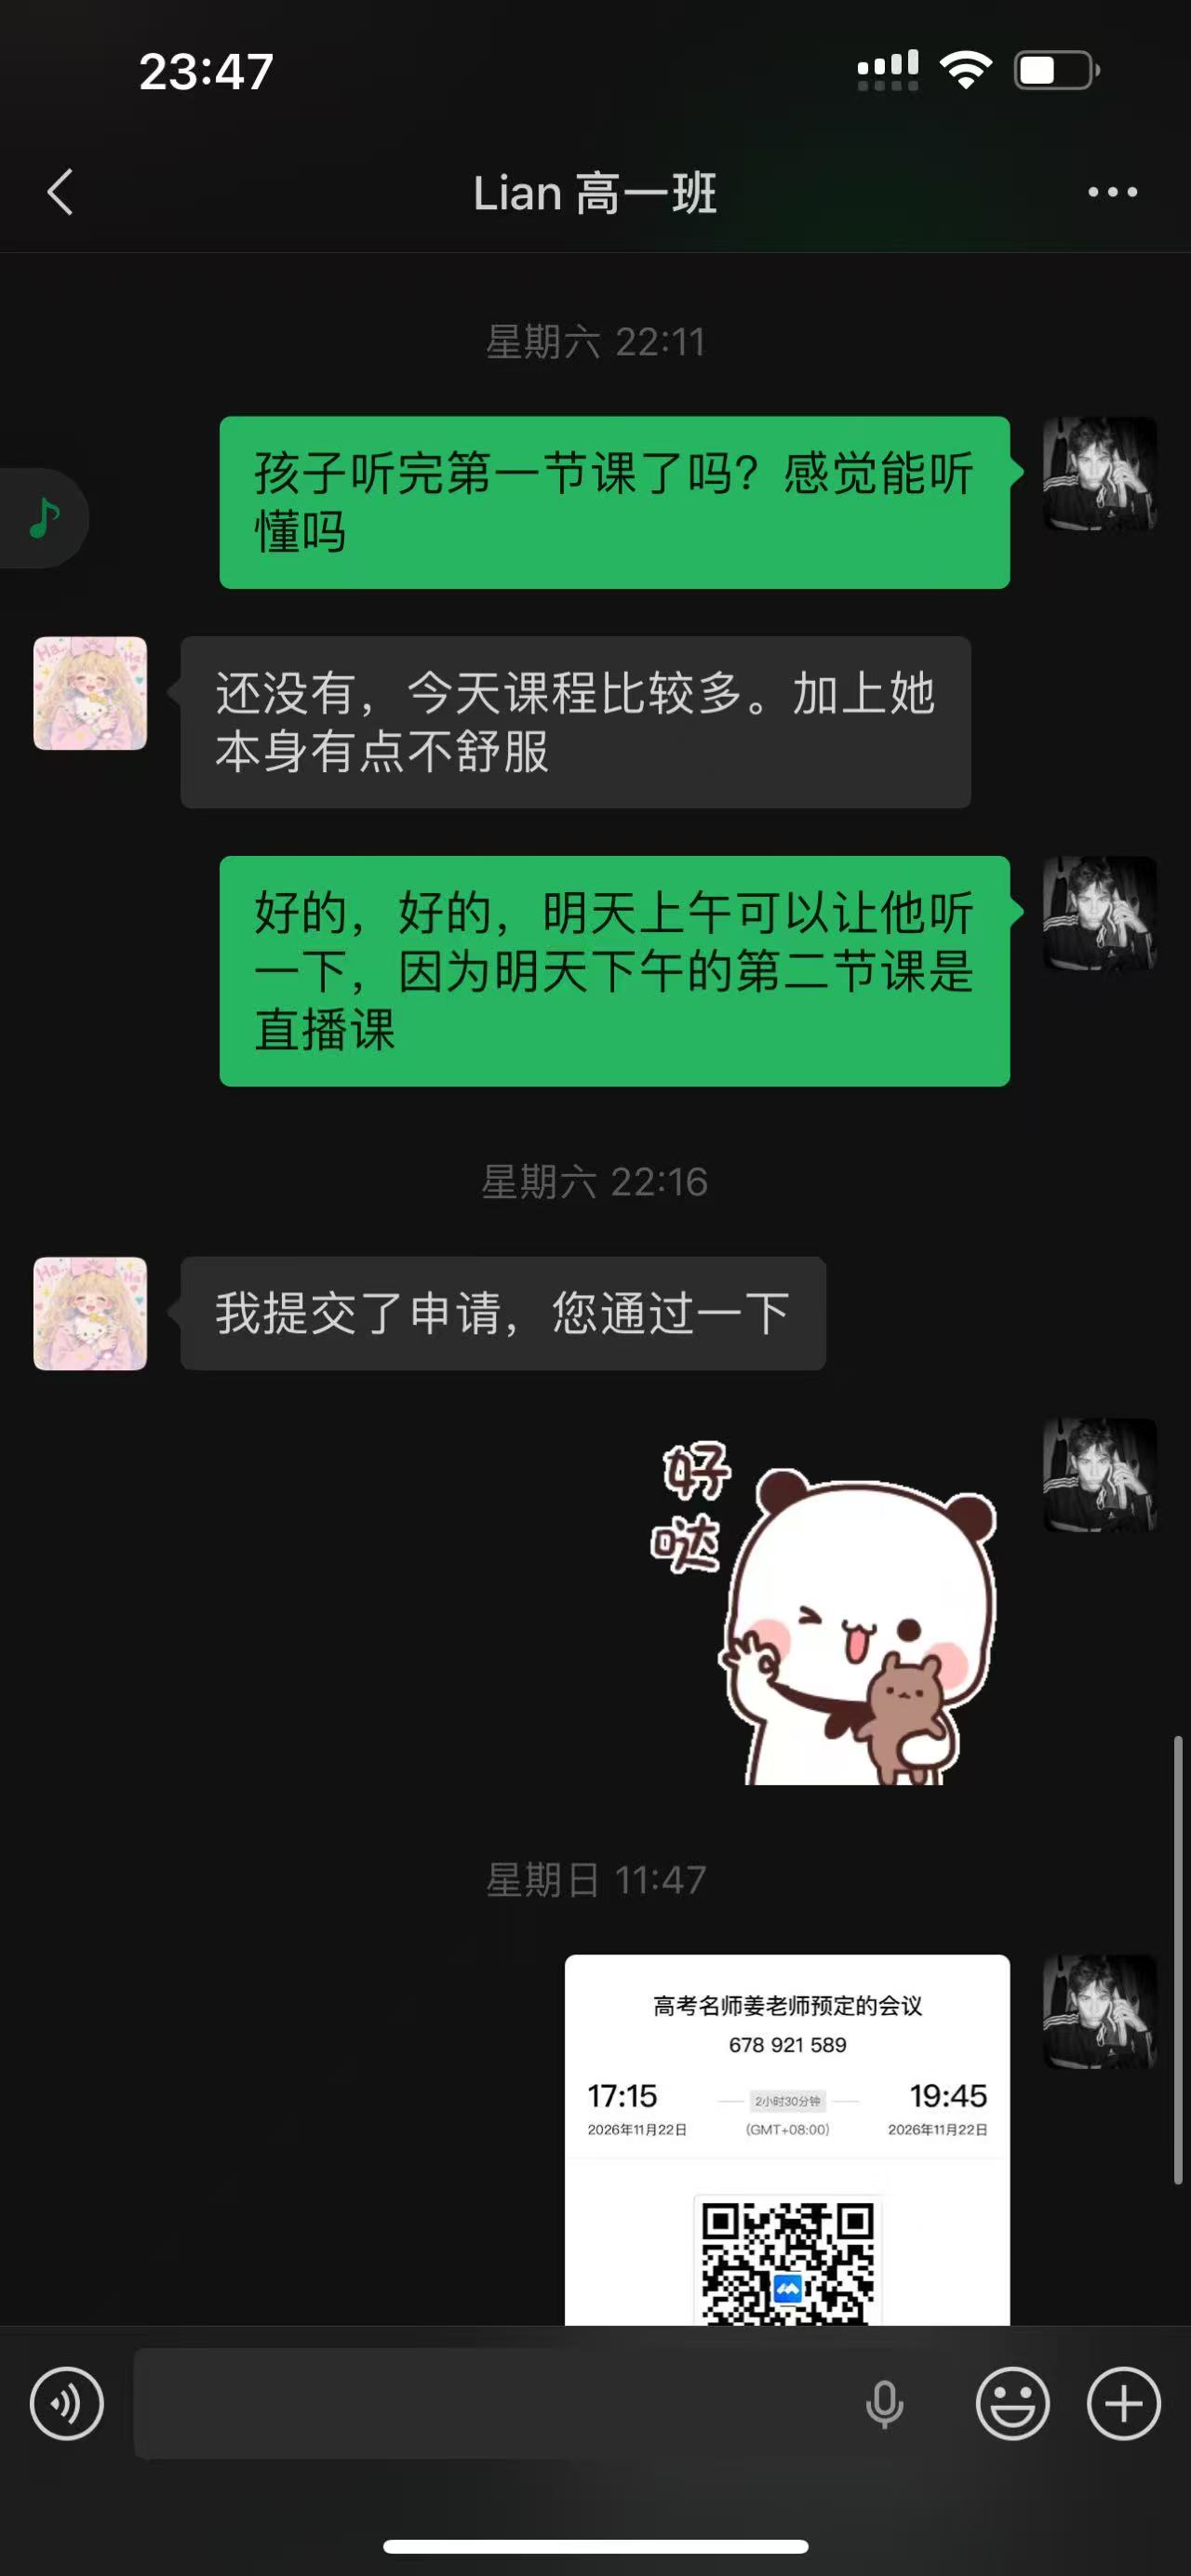 23:47
Lian 高一班
星期六 22:11
孩子听完第一节课了吗？感觉能听
懂吗
还没有，今天课程比较多。加上她
本身有点不舒服
好的，好的，明天上午可以让他听
一下，因为明天下午的第二节课是
直播课
星期六 22:16
我提交了申请，您通过一下
好
哒
星期日 11:47
高考名师姜老师预定的会议
678 921 589
17:15
2小时30分钟
19:45
2026年11月22日
(GMT+08:00)
2026年11月22日